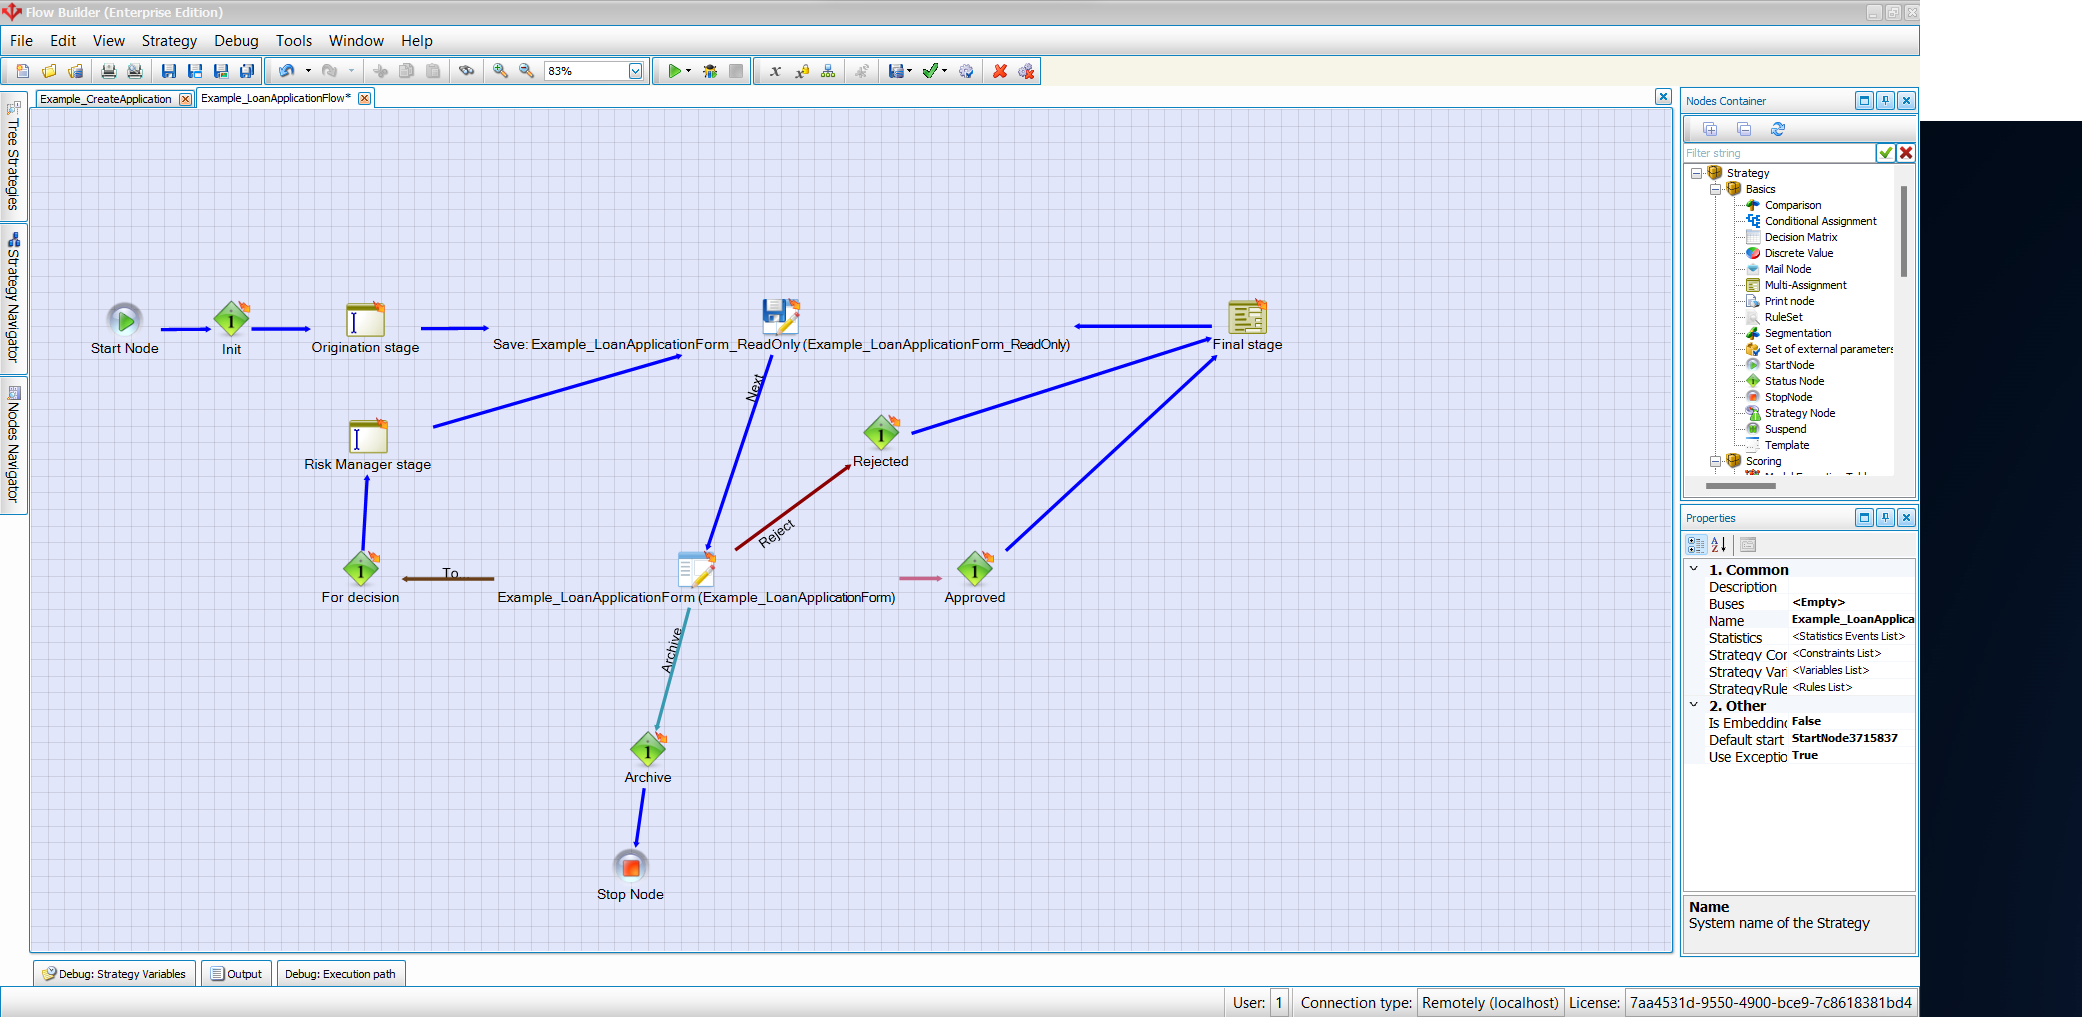 Flow Builder (Enterprise Edition)
File Edit View Strategy Debug Tools Window Help
83%
Example_CreateApplication
Example_LoanApplicationFlow*
Tree Strategies
Strategy Navigator
Nodes Navigator
Start Node
Init
Origination stage
Save: Example_LoanApplicationForm_ReadOnly (Example_LoanApplicationForm_ReadOnly)
Final stage
Next
Risk Manager stage
Rejected
Reject
For decision
To...
Example_LoanApplicationForm (Example_LoanApplicationForm)
Approved
Archive
Archive
Stop Node
Nodes Container
Filter string
Strategy
Basics
Comparison
Conditional Assignment
Decision Matrix
Discrete Value
Mail Node
Multi-Assignment
Print node
RuleSet
Segmentation
Set of external parameters
StartNode
Status Node
StopNode
Strategy Node
Suspend
Template
Scoring
Properties
1. Common
Description
Buses <Empty>
Name Example_LoanApplica
Statistics <Statistics Events List>
Strategy Cor <Constraints List>
Strategy Vari <Variables List>
StrategyRule <Rules List>
2. Other
Is Embedding False
Default start StartNode3715837
Use Exceptio True
Name
System name of the Strategy
Debug: Strategy Variables
Output
Debug: Execution path
User: 1 Connection type: Remotely (localhost) License: 7aa4531d-9550-4900-bce9-7c8618381bd4